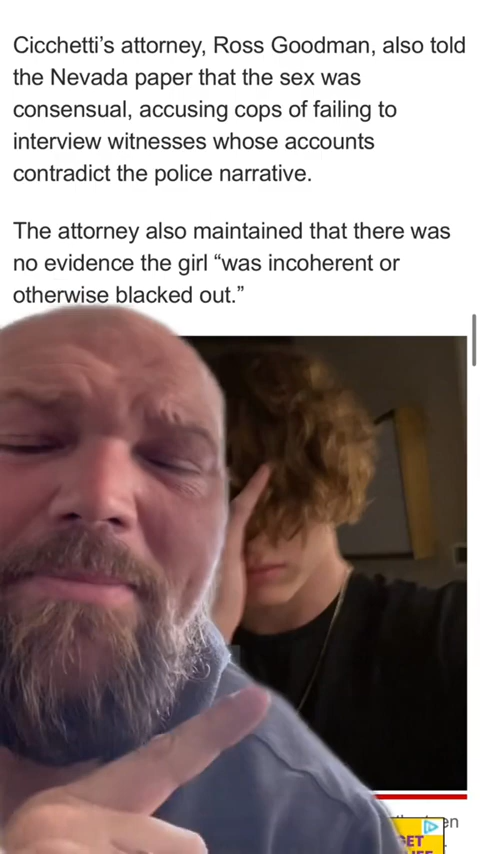 Cicchetti’s attorney, Ross Goodman, also told
the Nevada paper that the sex was
consensual, accusing cops of failing to
interview witnesses whose accounts
contradict the police narrative.
The attorney also maintained that there was
no evidence the girl “was incoherent or
otherwise blacked out.”